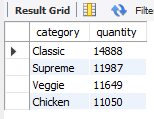 Result Grid Filte
category quantity
Classic 14888
Supreme 11987
Veggie 11649
Chicken 11050